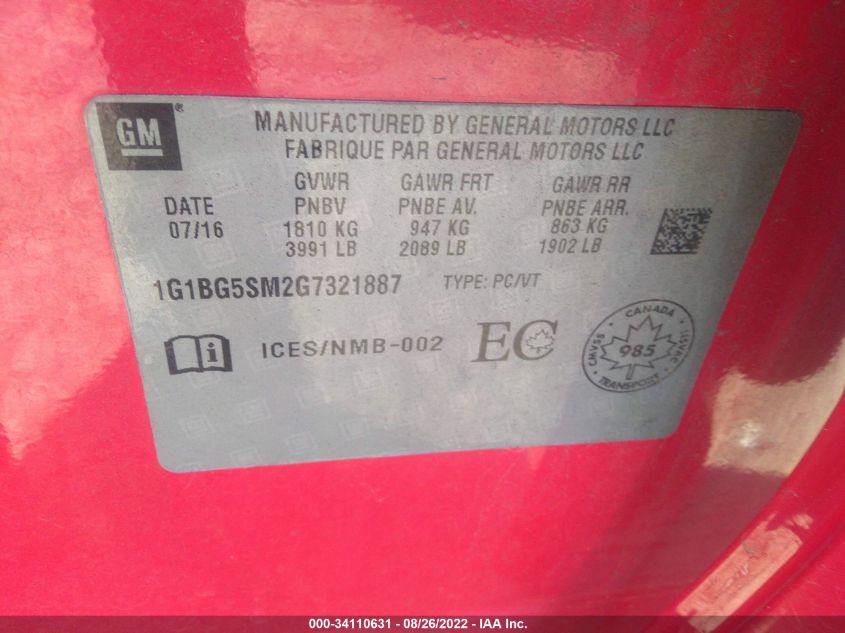 GM ®
MANUFACTURED BY GENERAL MOTORS LLC
FABRIQUE PAR GENERAL MOTORS LLC
GVWR GAWR FRT GAWR RR
DATE PNBV PNBE AV. PNBE ARR.
07/16 1810 KG 947 KG 863 KG
3991 LB 2089 LB 1902 LB
1G1BG5SM2G7321887 TYPE: PC/VT
i ICES/NMB-002 EC
CANADA
CMVSS 985 NSVAC
TRANSPORT
000-34110631 - 08/26/2022 - IAA Inc.